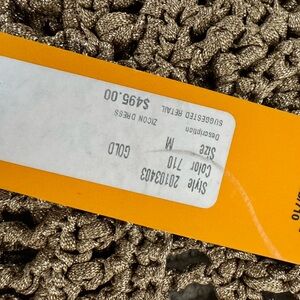 Style 20103403
Color 710 GOLD
Size M
Description ZICON DRESS
SUGGESTED RETAIL $495.00